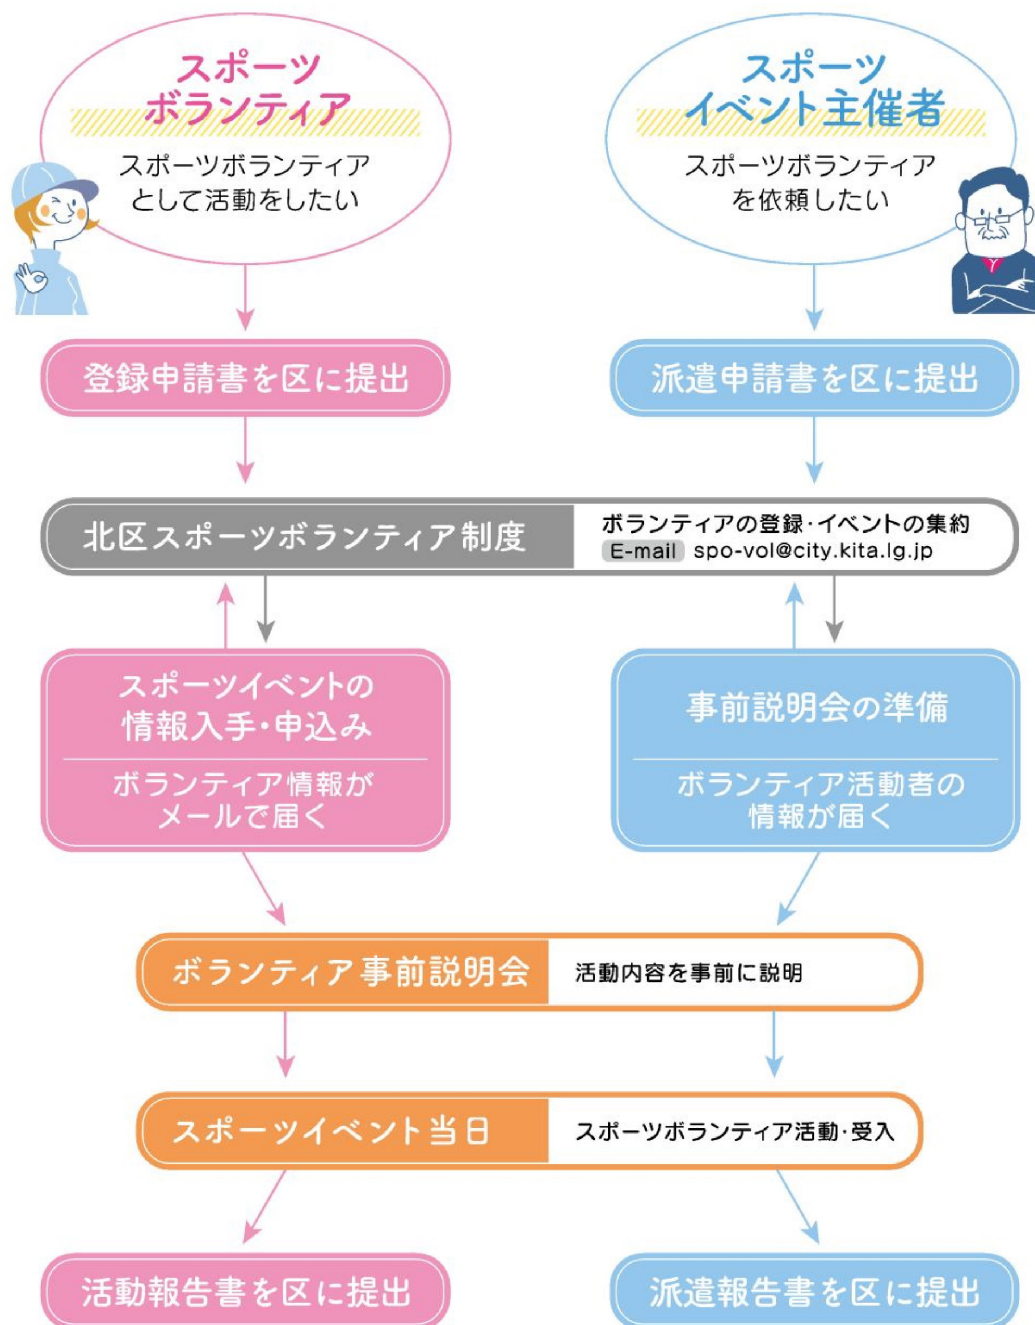 スポーツ
ボランティア
スポーツボランティア
として活動をしたい
スポーツ
イベント主催者
スポーツボランティア
を依頼したい
登録申請書を区に提出
派遣申請書を区に提出
北区スポーツボランティア制度
ボランティアの登録・イベントの集約
E-mail spo-vol@city.kita.lg.jp
スポーツイベントの
情報入手・申込み
ボランティア情報が
メールで届く
事前説明会の準備
ボランティア活動者の
情報が届く
ボランティア事前説明会
活動内容を事前に説明
スポーツイベント当日
スポーツボランティア活動・受入
活動報告書を区に提出
派遣報告書を区に提出